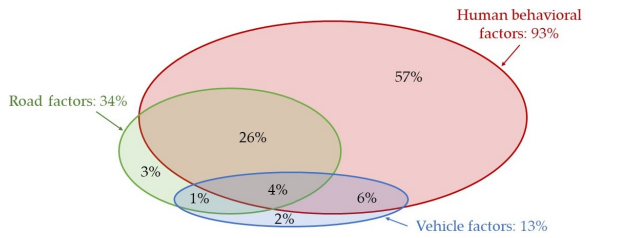 Human behavioral
factors: 93%
57%
Road factors: 34%
26%
3%
1%
4%
6%
2%
Vehicle factors: 13%